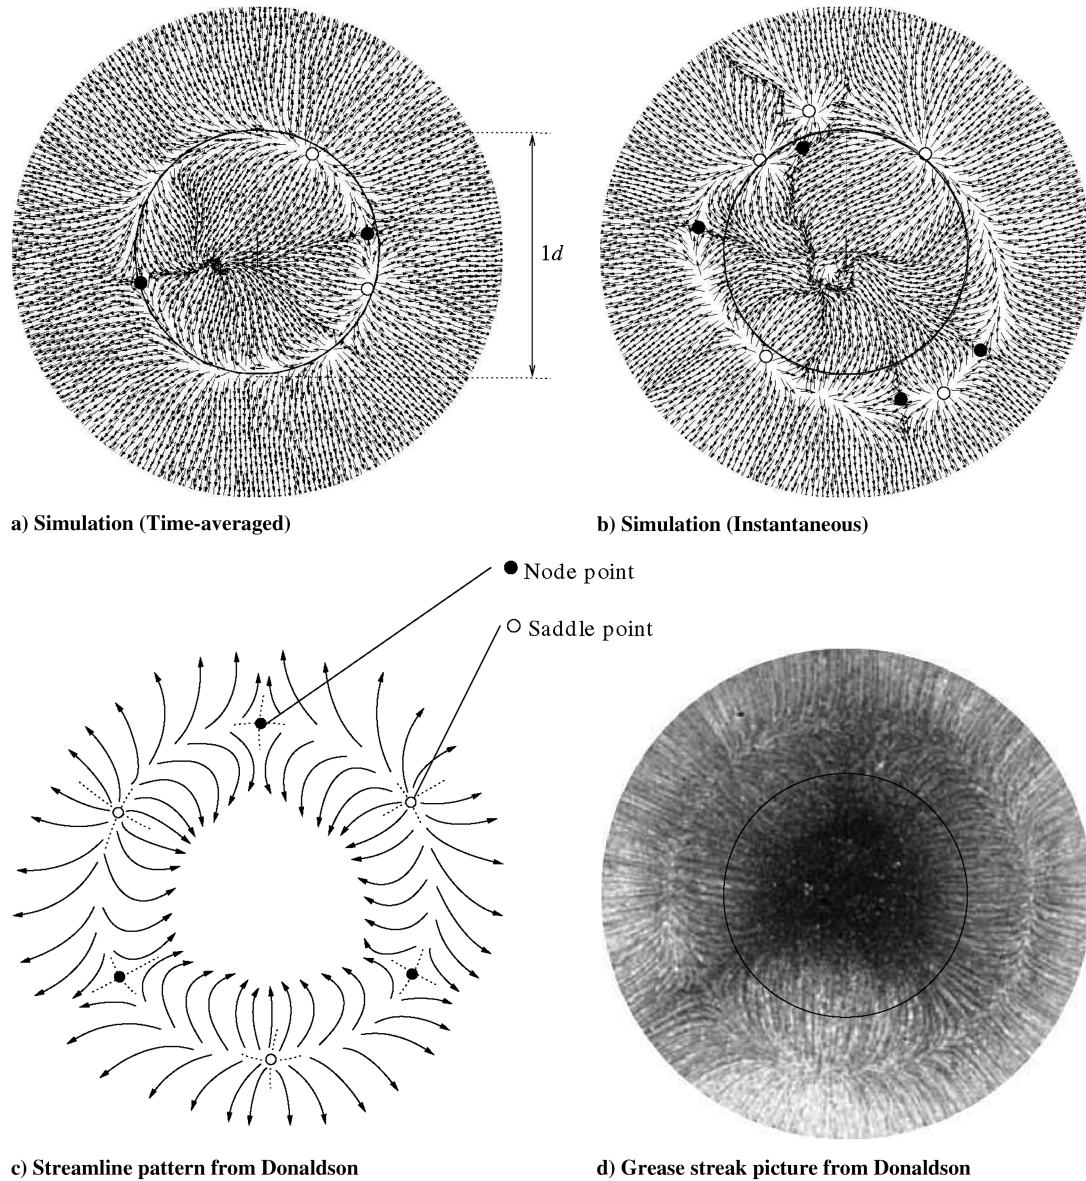 1d
a) Simulation (Time-averaged)
b) Simulation (Instantaneous)
Node point
Saddle point
c) Streamline pattern from Donaldson
d) Grease streak picture from Donaldson